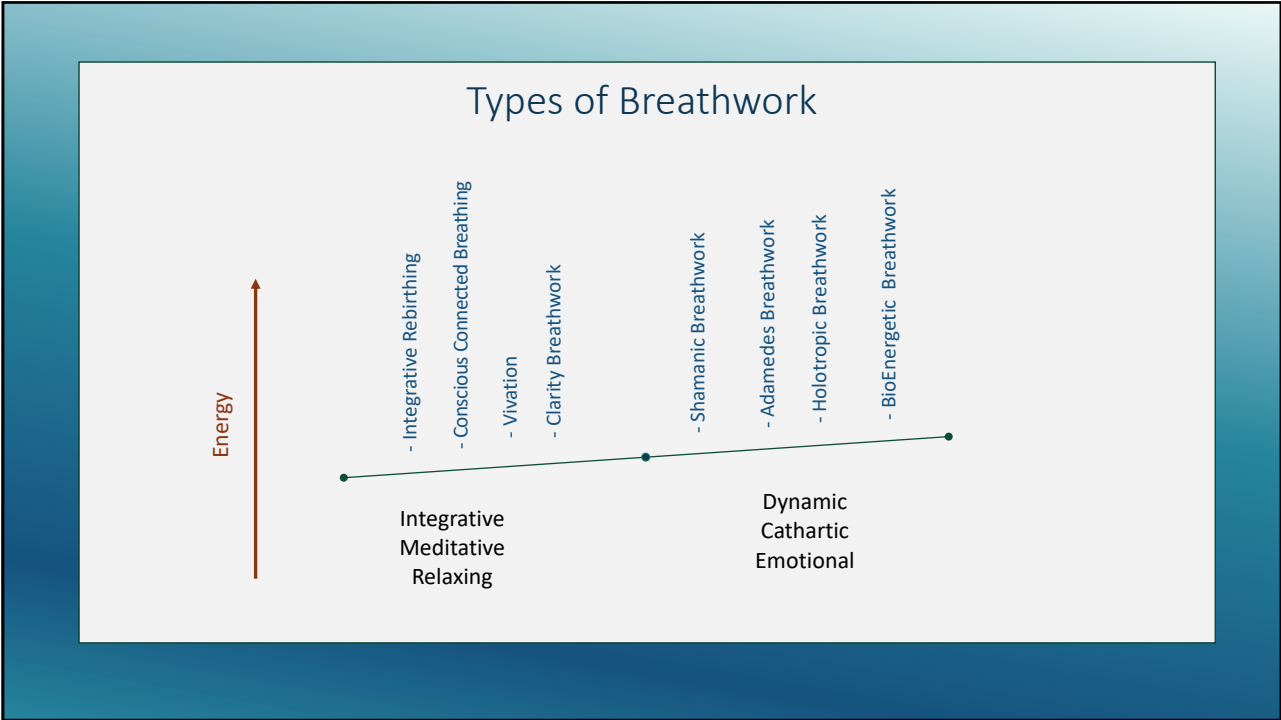 Types of Breathwork
Energy
- Integrative Rebirthing
- Conscious Connected Breathing
- Vivation
- Clarity Breathwork
- Shamanic Breathwork
- Adamedes Breathwork
- Holotropic Breathwork
- BioEnergetic  Breathwork
Integrative
Meditative
Relaxing
Dynamic
Cathartic
Emotional